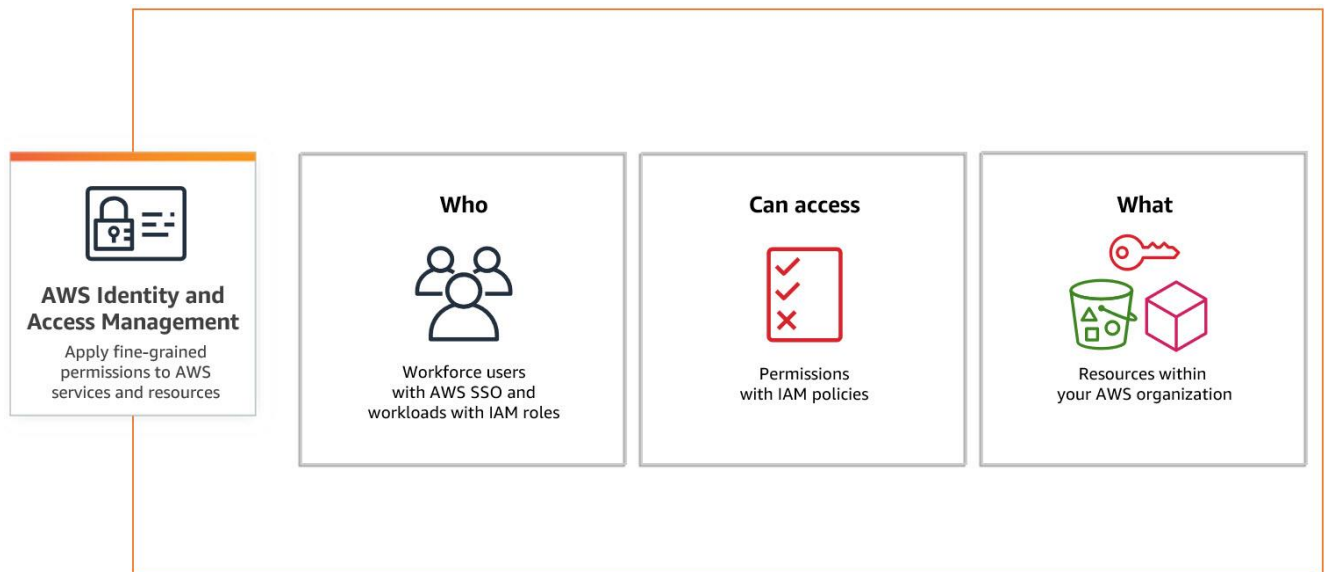 AWS Identity and
Access Management
Apply fine-grained
permissions to AWS
services and resources
Who
Workforce users
with AWS SSO and
workloads with IAM roles
Can access
Permissions
with IAM policies
What
Resources within
your AWS organization